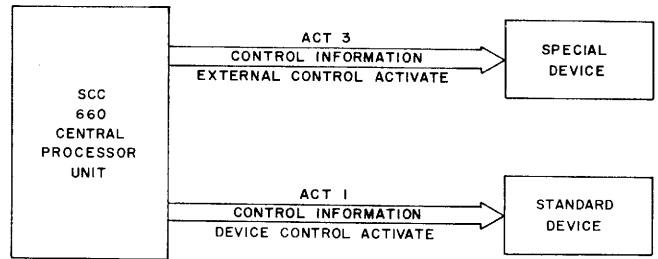 SCC
660
CENTRAL
PROCESSOR
UNIT
ACT 3
CONTROL INFORMATION
EXTERNAL CONTROL ACTIVATE
SPECIAL
DEVICE
ACT 1
CONTROL INFORMATION
DEVICE CONTROL ACTIVATE
STANDARD
DEVICE